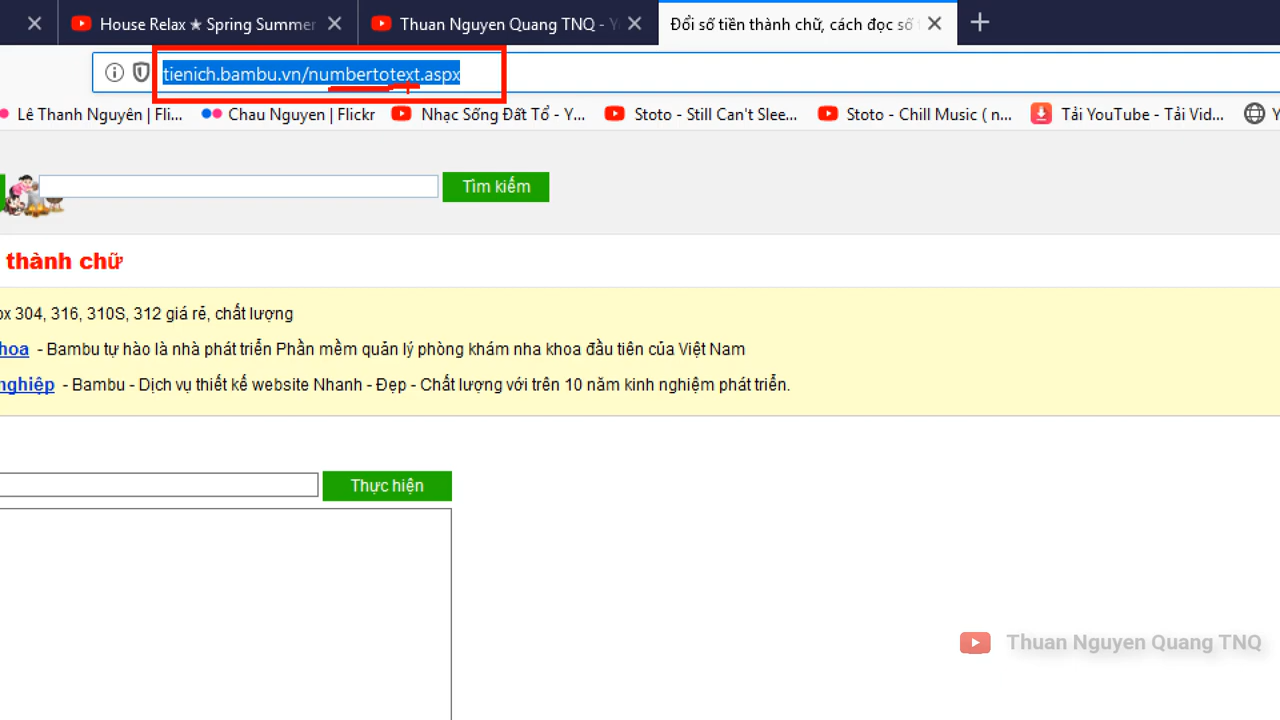 House Relax ★ Spring Summer
Thuan Nguyen Quang TNQ -
Đổi số tiền thành chữ, cách đọc số
tienich.bambu.vn/numbertotext.aspx
Lê Thanh Nguyên | Fli...
Chau Nguyen | Flickr
Nhạc Sống Đất Tổ - Y...
Stoto - Still Can't Slee...
Stoto - Chill Music ( n...
Tải YouTube - Tải Vid...
Tìm kiếm
thành chữ
304, 316, 310S, 312 giá rẻ, chất lượng
hoa - Bambu tự hào là nhà phát triển Phần mềm quản lý phòng khám nha khoa đầu tiên của Việt Nam
nghiệp - Bambu - Dịch vụ thiết kế website Nhanh - Đẹp - Chất lượng với trên 10 năm kinh nghiệm phát triển.
Thực hiện
Thuan Nguyen Quang TNQ